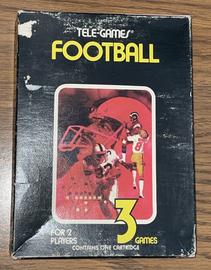 TELE-GAMES®
FOOTBALL
FOR 2 3
PLAYERS GAMES
CONTAINS ONE CARTRIDGE